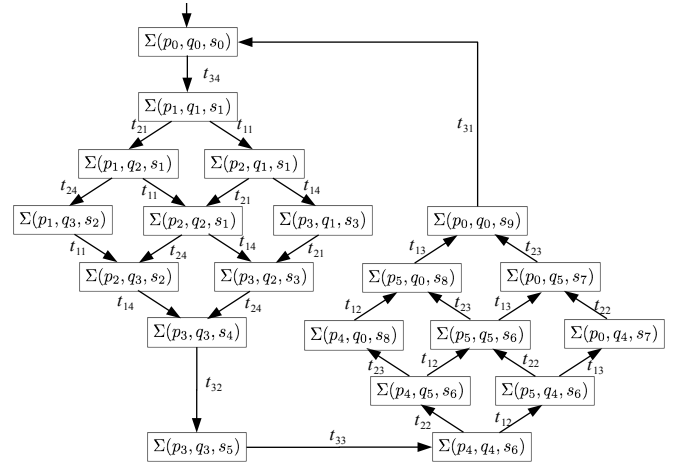 Σ(p₀, q₀, s₀)
t₃₄
t₃₁
Σ(p₁, q₁, s₁)
t₂₁ t₁₁
Σ(p₁, q₂, s₁) Σ(p₂, q₁, s₁)
t₂₄ t₁₁ t₂₁ t₁₄
Σ(p₁, q₃, s₂) Σ(p₂, q₂, s₁) Σ(p₃, q₁, s₃) Σ(p₀, q₀, s₉)
t₁₁ t₂₄ t₁₄ t₂₁ t₁₃ t₂₃
Σ(p₂, q₃, s₂) Σ(p₃, q₂, s₃) Σ(p₅, q₀, s₈) Σ(p₀, q₅, s₇)
t₁₄ t₂₄ t₁₂ t₂₃ t₁₃ t₂₂
Σ(p₃, q₃, s₄) Σ(p₄, q₀, s₈) Σ(p₅, q₅, s₆) Σ(p₀, q₄, s₇)
t₃₂ t₂₃ t₁₂ t₂₂ t₁₃
Σ(p₄, q₅, s₆) Σ(p₅, q₄, s₆)
t₂₂ t₁₂
Σ(p₃, q₃, s₅) t₃₃ Σ(p₄, q₄, s₆)